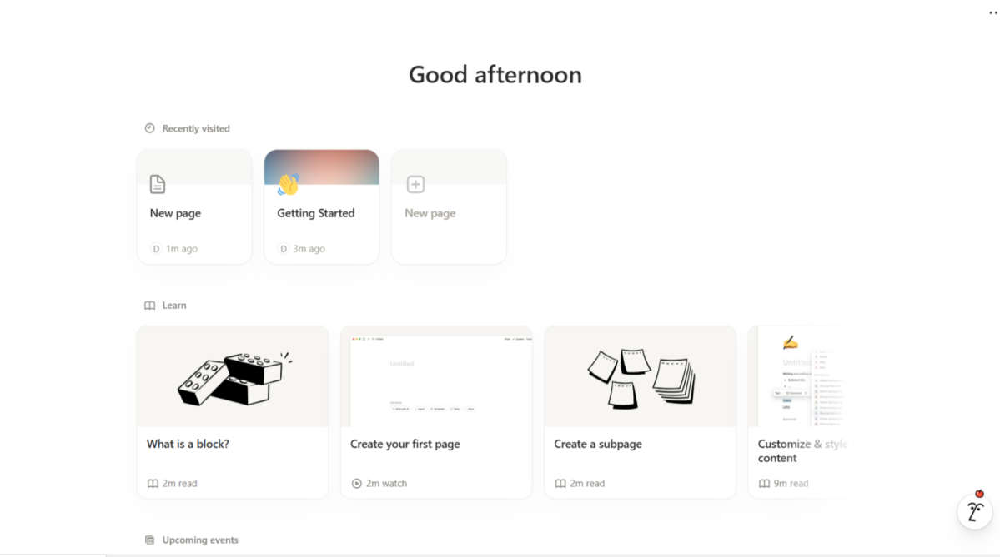 Good afternoon
Recently visited
New page
Getting Started
New page
D 1m ago
D 3m ago
Learn
Untitled
Untitled
What is a block?
Create your first page
Create a subpage
Customize & style
content
2m read
2m watch
2m read
9m read
Upcoming events